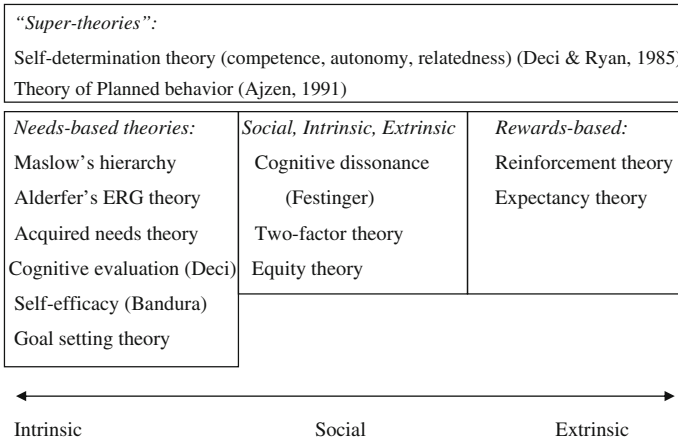 “Super-theories”:
Self-determination theory (competence, autonomy, relatedness) (Deci & Ryan, 1985)
Theory of Planned behavior (Ajzen, 1991)
Needs-based theories:
Maslow’s hierarchy
Alderfer’s ERG theory
Acquired needs theory
Cognitive evaluation (Deci)
Self-efficacy (Bandura)
Goal setting theory
Social, Intrinsic, Extrinsic
Cognitive dissonance
(Festinger)
Two-factor theory
Equity theory
Rewards-based:
Reinforcement theory
Expectancy theory
Intrinsic
Social
Extrinsic